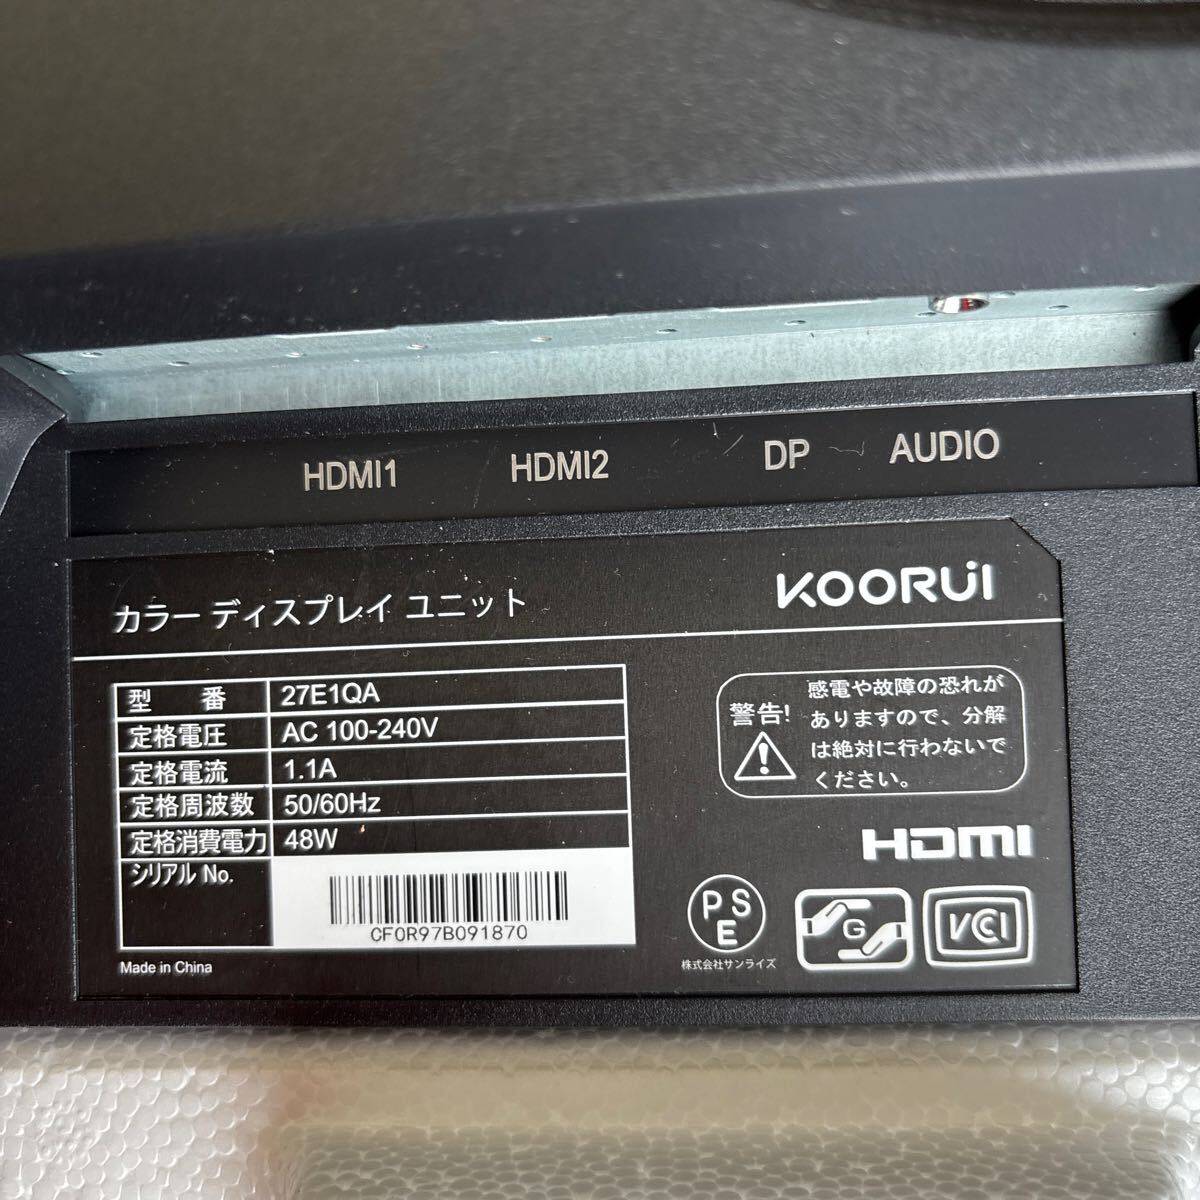 HDMI1 HDMI2 DP AUDIO
カラー ディスプレイ ユニット
KOORUI
型 番 27E1QA
定格電圧 AC 100-240V
定格電流 1.1A
定格周波数 50/60Hz
定格消費電力 48W
シリアル No.
CF0R97B091870
Made in China
警告!
感電や故障の恐れが
ありますので、分解
は絶対に行わないで
ください。
HDMI
PS
E
株式会社サンライズ
G
VCCI